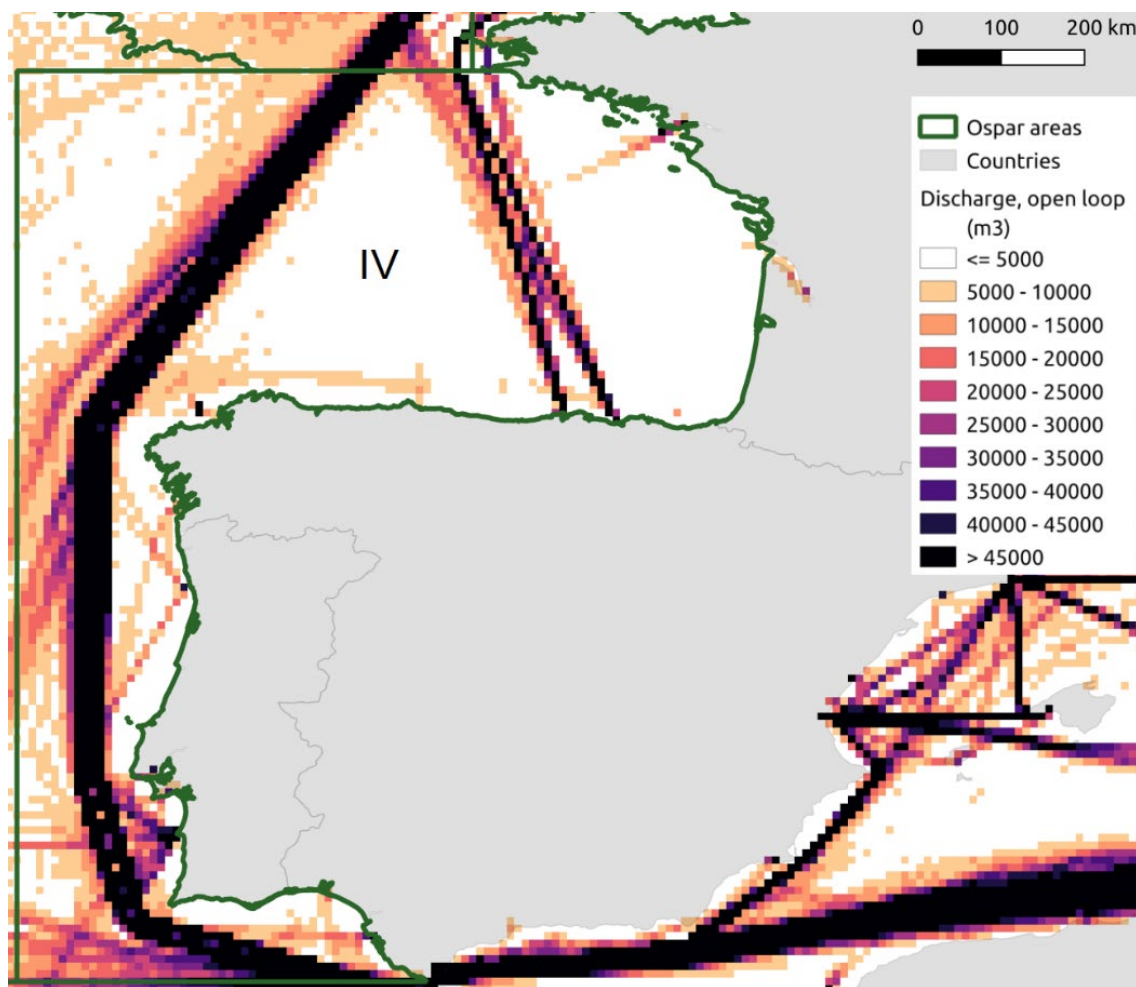 0 100 200 km
Ospar areas
Countries
Discharge, open loop
(m3)
<= 5000
5000 - 10000
10000 - 15000
15000 - 20000
20000 - 25000
25000 - 30000
30000 - 35000
35000 - 40000
40000 - 45000
> 45000
IV